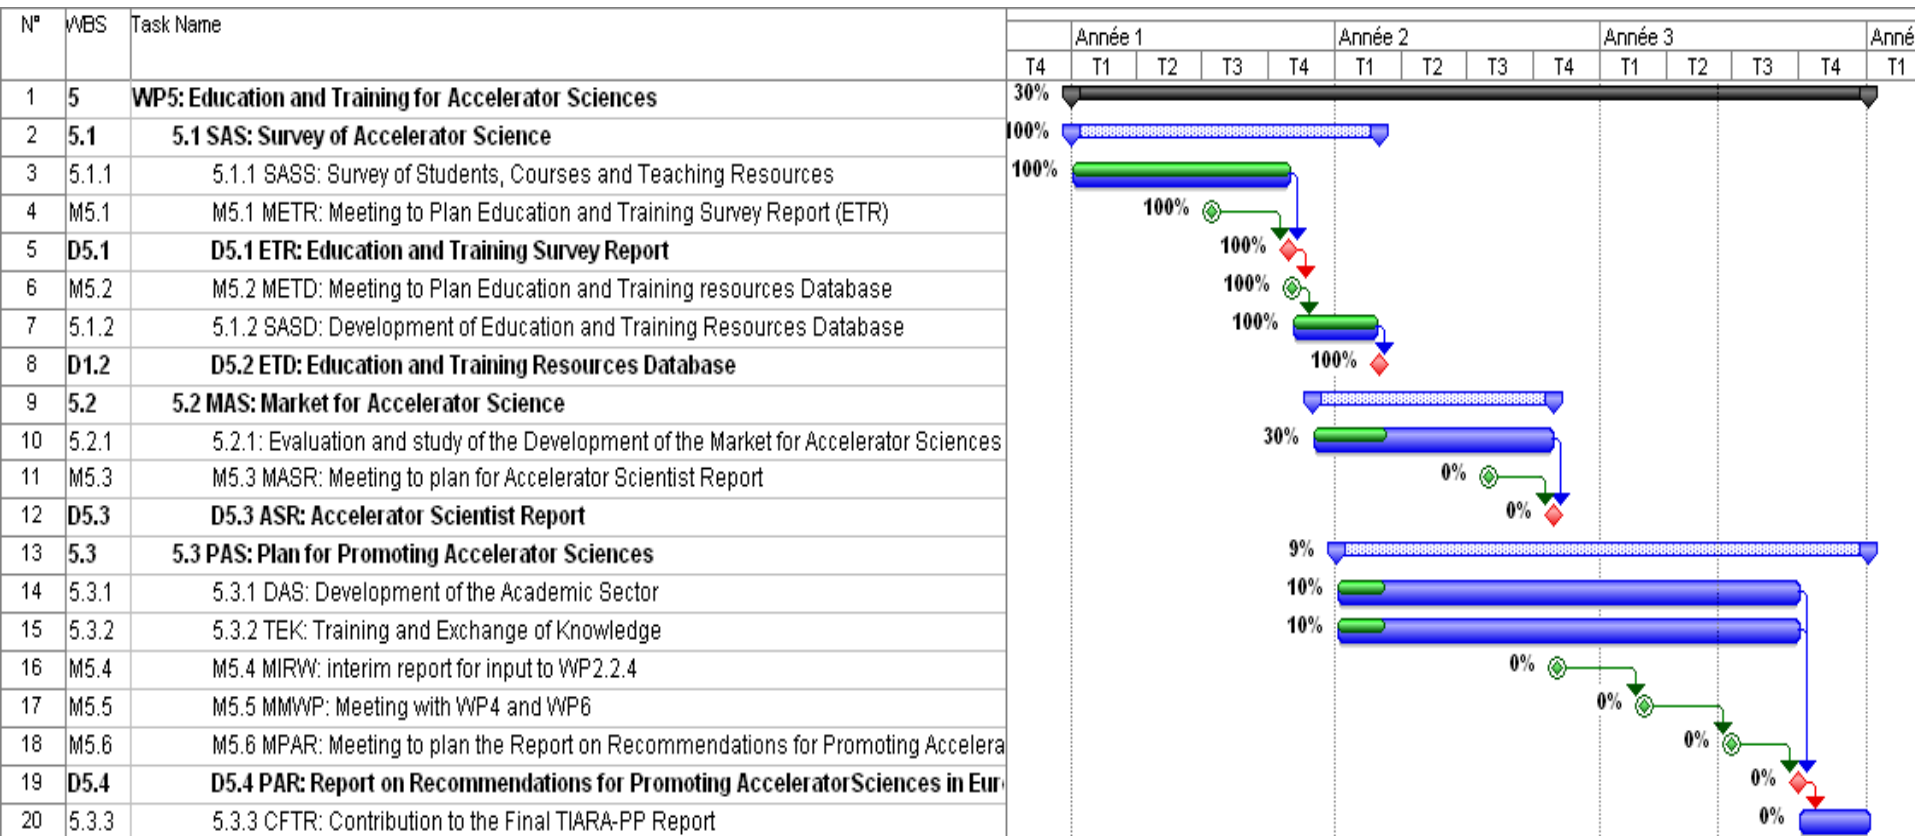 N° WBS Task Name
Année 1 Année 2 Année 3 Anné
T4 T1 T2 T3 T4 T1 T2 T3 T4 T1 T2 T3 T4 T1
1 5 WP5: Education and Training for Accelerator Sciences 30%
2 5.1 5.1 SAS: Survey of Accelerator Science 100%
3 5.1.1 5.1.1 SASS: Survey of Students, Courses and Teaching Resources 100%
4 M5.1 M5.1 METR: Meeting to Plan Education and Training Survey Report (ETR) 100%
5 D5.1 D5.1 ETR: Education and Training Survey Report 100%
6 M5.2 M5.2 METD: Meeting to Plan Education and Training resources Database 100%
7 5.1.2 5.1.2 SASD: Development of Education and Training Resources Database 100%
8 D1.2 D5.2 ETD: Education and Training Resources Database 100%
9 5.2 5.2 MAS: Market for Accelerator Science
10 5.2.1 5.2.1: Evaluation and study of the Development of the Market for Accelerator Sciences 30%
11 M5.3 M5.3 MASR: Meeting to plan for Accelerator Scientist Report 0%
12 D5.3 D5.3 ASR: Accelerator Scientist Report 0%
13 5.3 5.3 PAS: Plan for Promoting Accelerator Sciences 9%
14 5.3.1 5.3.1 DAS: Development of the Academic Sector 10%
15 5.3.2 5.3.2 TEK: Training and Exchange of Knowledge 10%
16 M5.4 M5.4 MIRW: interim report for input to WP2.2.4 0%
17 M5.5 M5.5 MMWP: Meeting with WP4 and WP6 0%
18 M5.6 M5.6 MPAR: Meeting to plan the Report on Recommendations for Promoting Accelera 0%
19 D5.4 D5.4 PAR: Report on Recommendations for Promoting AcceleratorSciences in Eur 0%
20 5.3.3 5.3.3 CFTR: Contribution to the Final TIARA-PP Report 0%